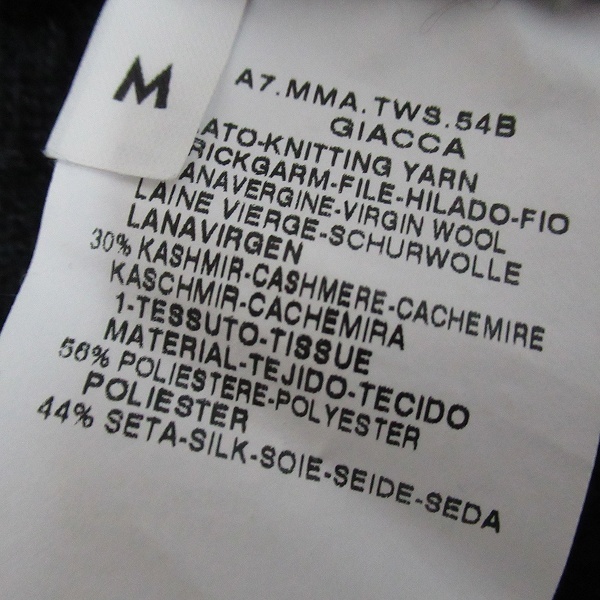 M
A7.MMA.TWS.54B
GIACCA
ATO-KNITTING YARN
RICKGARM-FILE-HILADO-FIO
ANAVERGINE-VIRGIN WOOL
LAINE VIERGE-SCHURWOLLE
LANAVIRGEN
30% KASHMIR-CASHMERE-CACHEMIRE
KASCHMIR-CACHEMIRA
1-TESSUTO-TISSUE
MATERIAL-TEJIDO-TECIDO
56% POLIESTERE-POLYESTER
POLIESTER
44% SETA-SILK-SOIE-SEIDE-SEDA